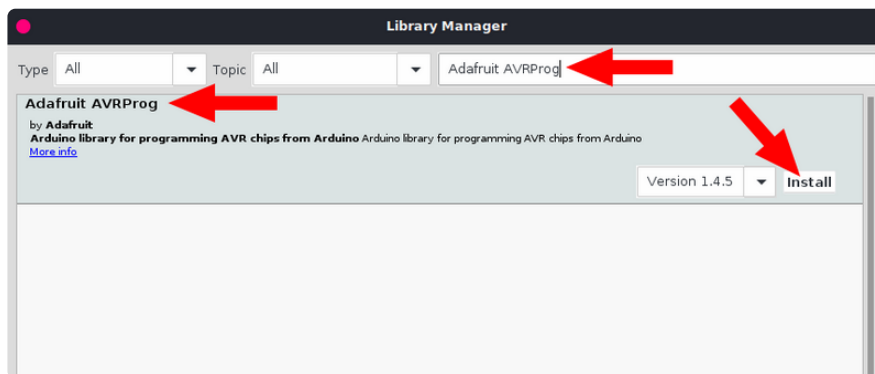 Library Manager
Type All Topic All Adafruit AVRProg
Adafruit AVRProg
by Adafruit
Arduino library for programming AVR chips from Arduino Arduino library for programming AVR chips from Arduino
More info
Version 1.4.5 Install